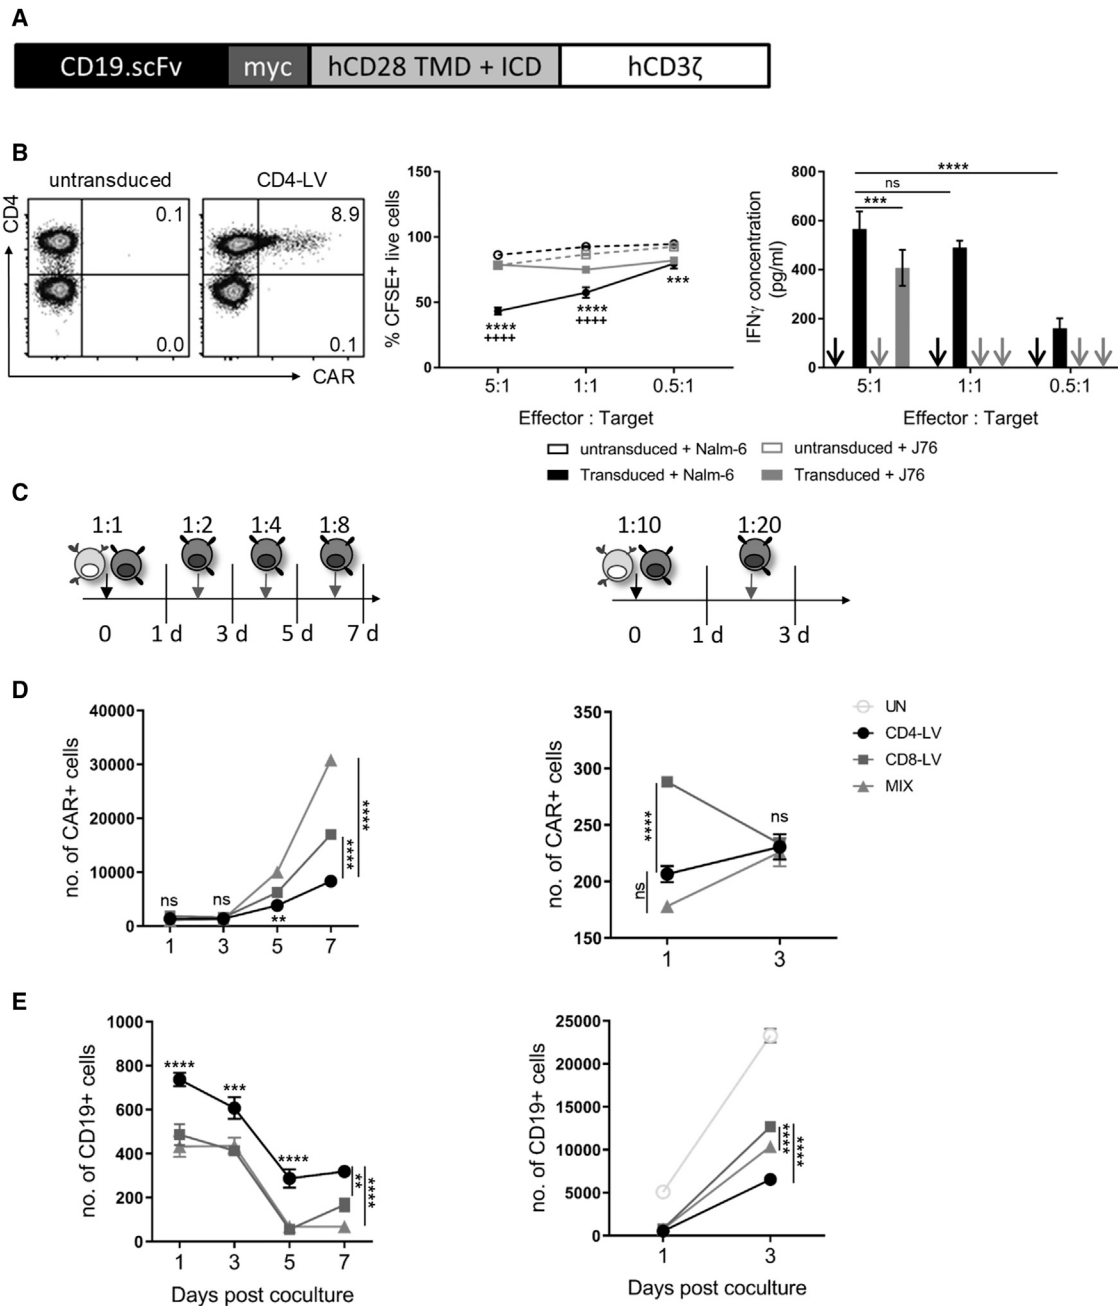 A
CD19.scFv myc hCD28 TMD + ICD hCD3ζ
B
untransduced CD4-LV
CD4
0.1 8.9
0.0 0.1
CAR
% CFSE+ live cells
150
100
50
0
****
++++
****
++++
***
5:1 1:1 0.5:1
Effector : Target
IFNγ concentration
(pg/ml)
800
600
400
200
0
****
ns
***
5:1 1:1 0.5:1
Effector : Target
untransduced + Nalm-6 untransduced + J76
Transduced + Nalm-6 Transduced + J76
C
1:1 1:2 1:4 1:8
0 1 d 3 d 5 d 7 d
1:10 1:20
0 1 d 3 d
D
no. of CAR+ cells
40000
30000
20000
10000
0
ns ns ** **** ****
1 3 5 7
no. of CAR+ cells
350
300
250
200
150
**** ns ns
1 3
UN
CD4-LV
CD8-LV
MIX
E
no. of CD19+ cells
1000
800
600
400
200
0
**** *** **** ** ****
1 3 5 7
Days post coculture
no. of CD19+ cells
25000
20000
15000
10000
5000
0
**** ****
1 3
Days post coculture